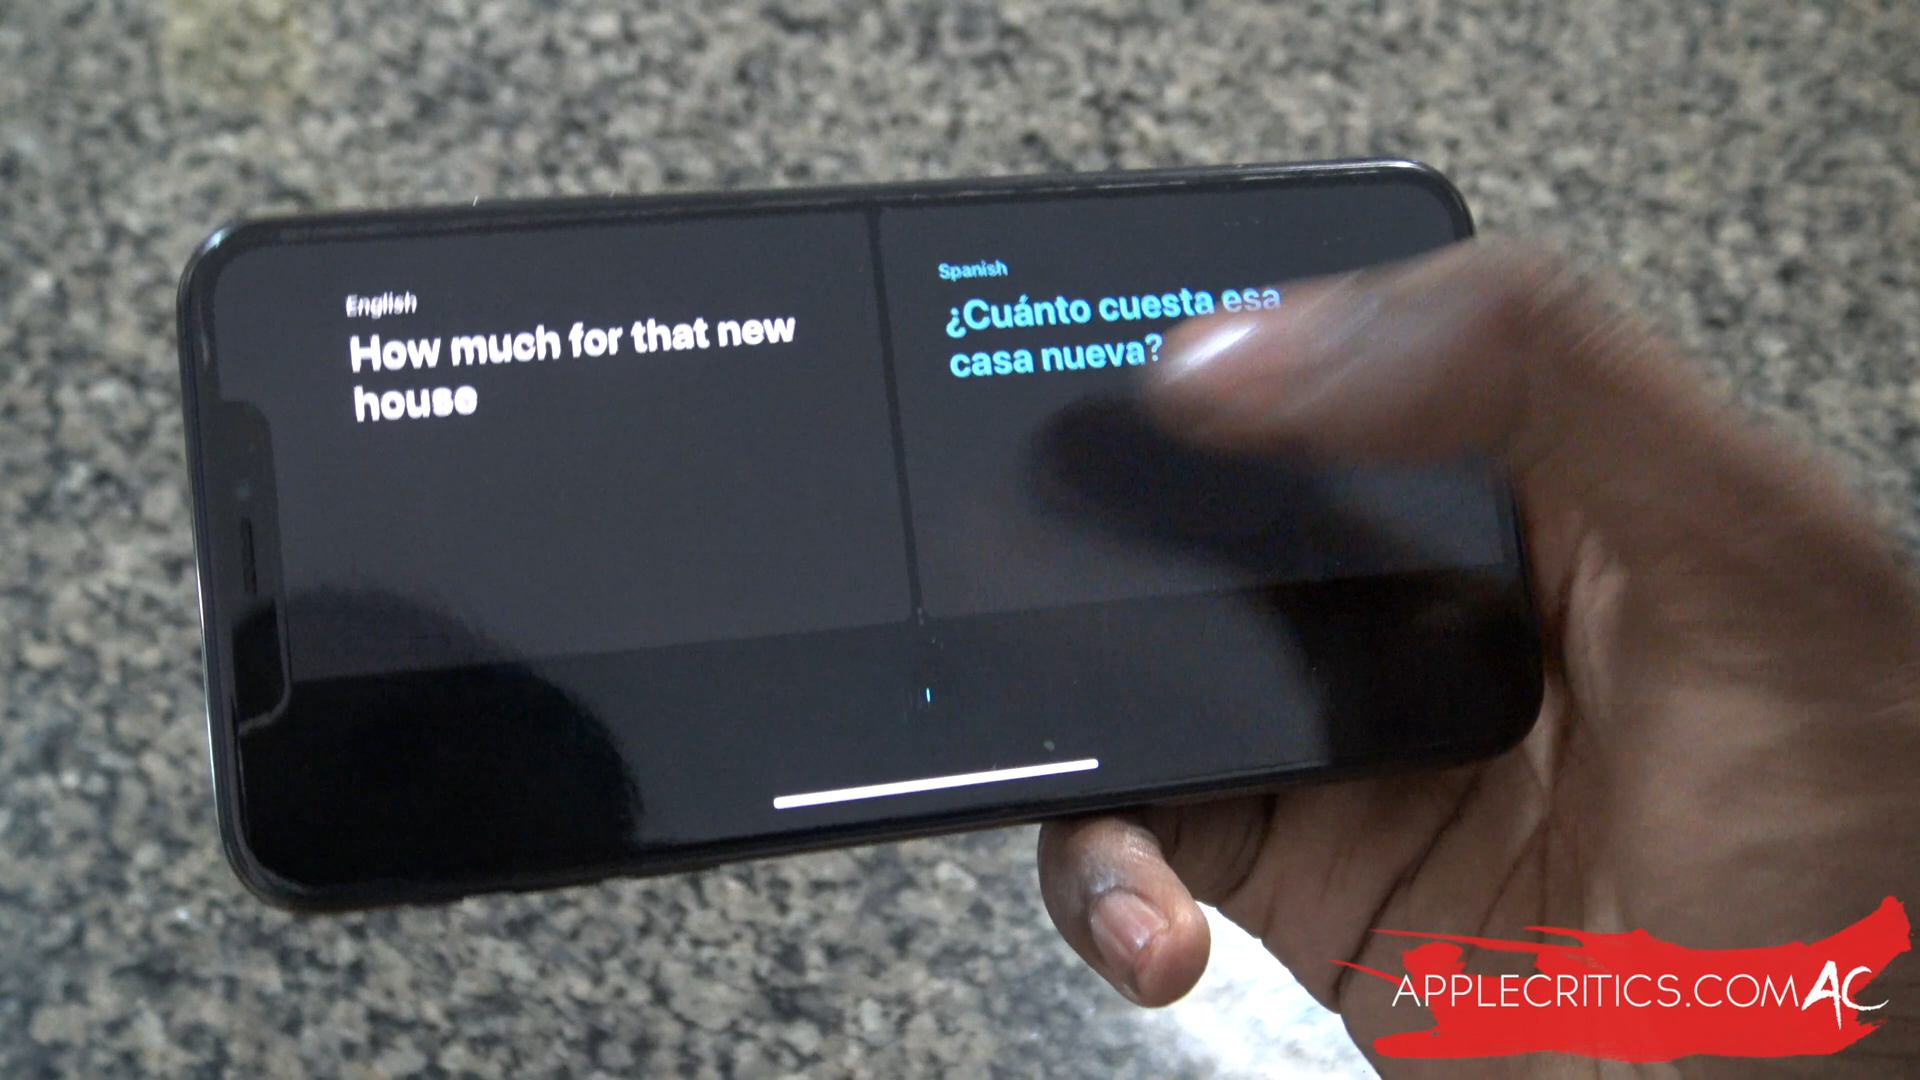 English
How much for that new
house
Spanish
¿Cuánto cuesta esa
casa nueva?
APPLECRITICS.COM AC